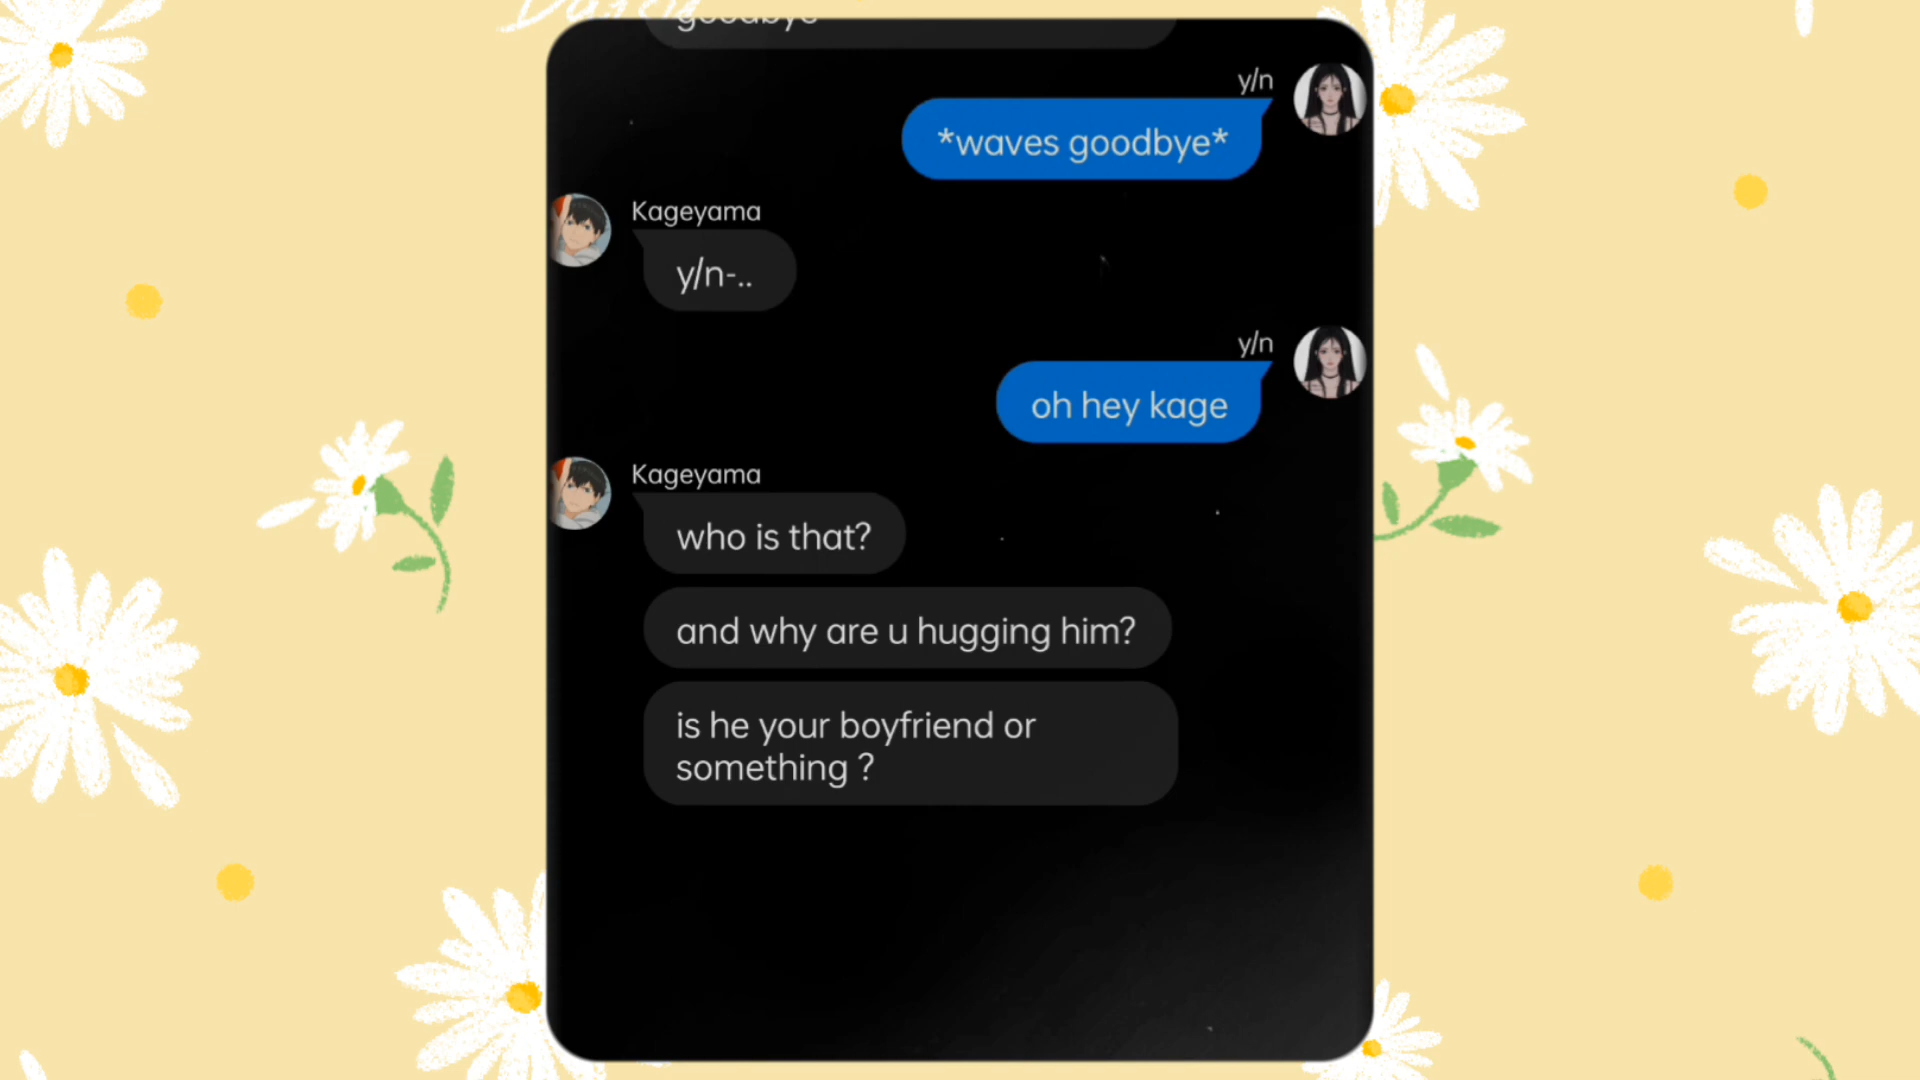 goodbye
y/n
*waves goodbye*
Kageyama
y/n-..
y/n
oh hey kage
Kageyama
who is that?
and why are u hugging him?
is he your boyfriend or
something ?